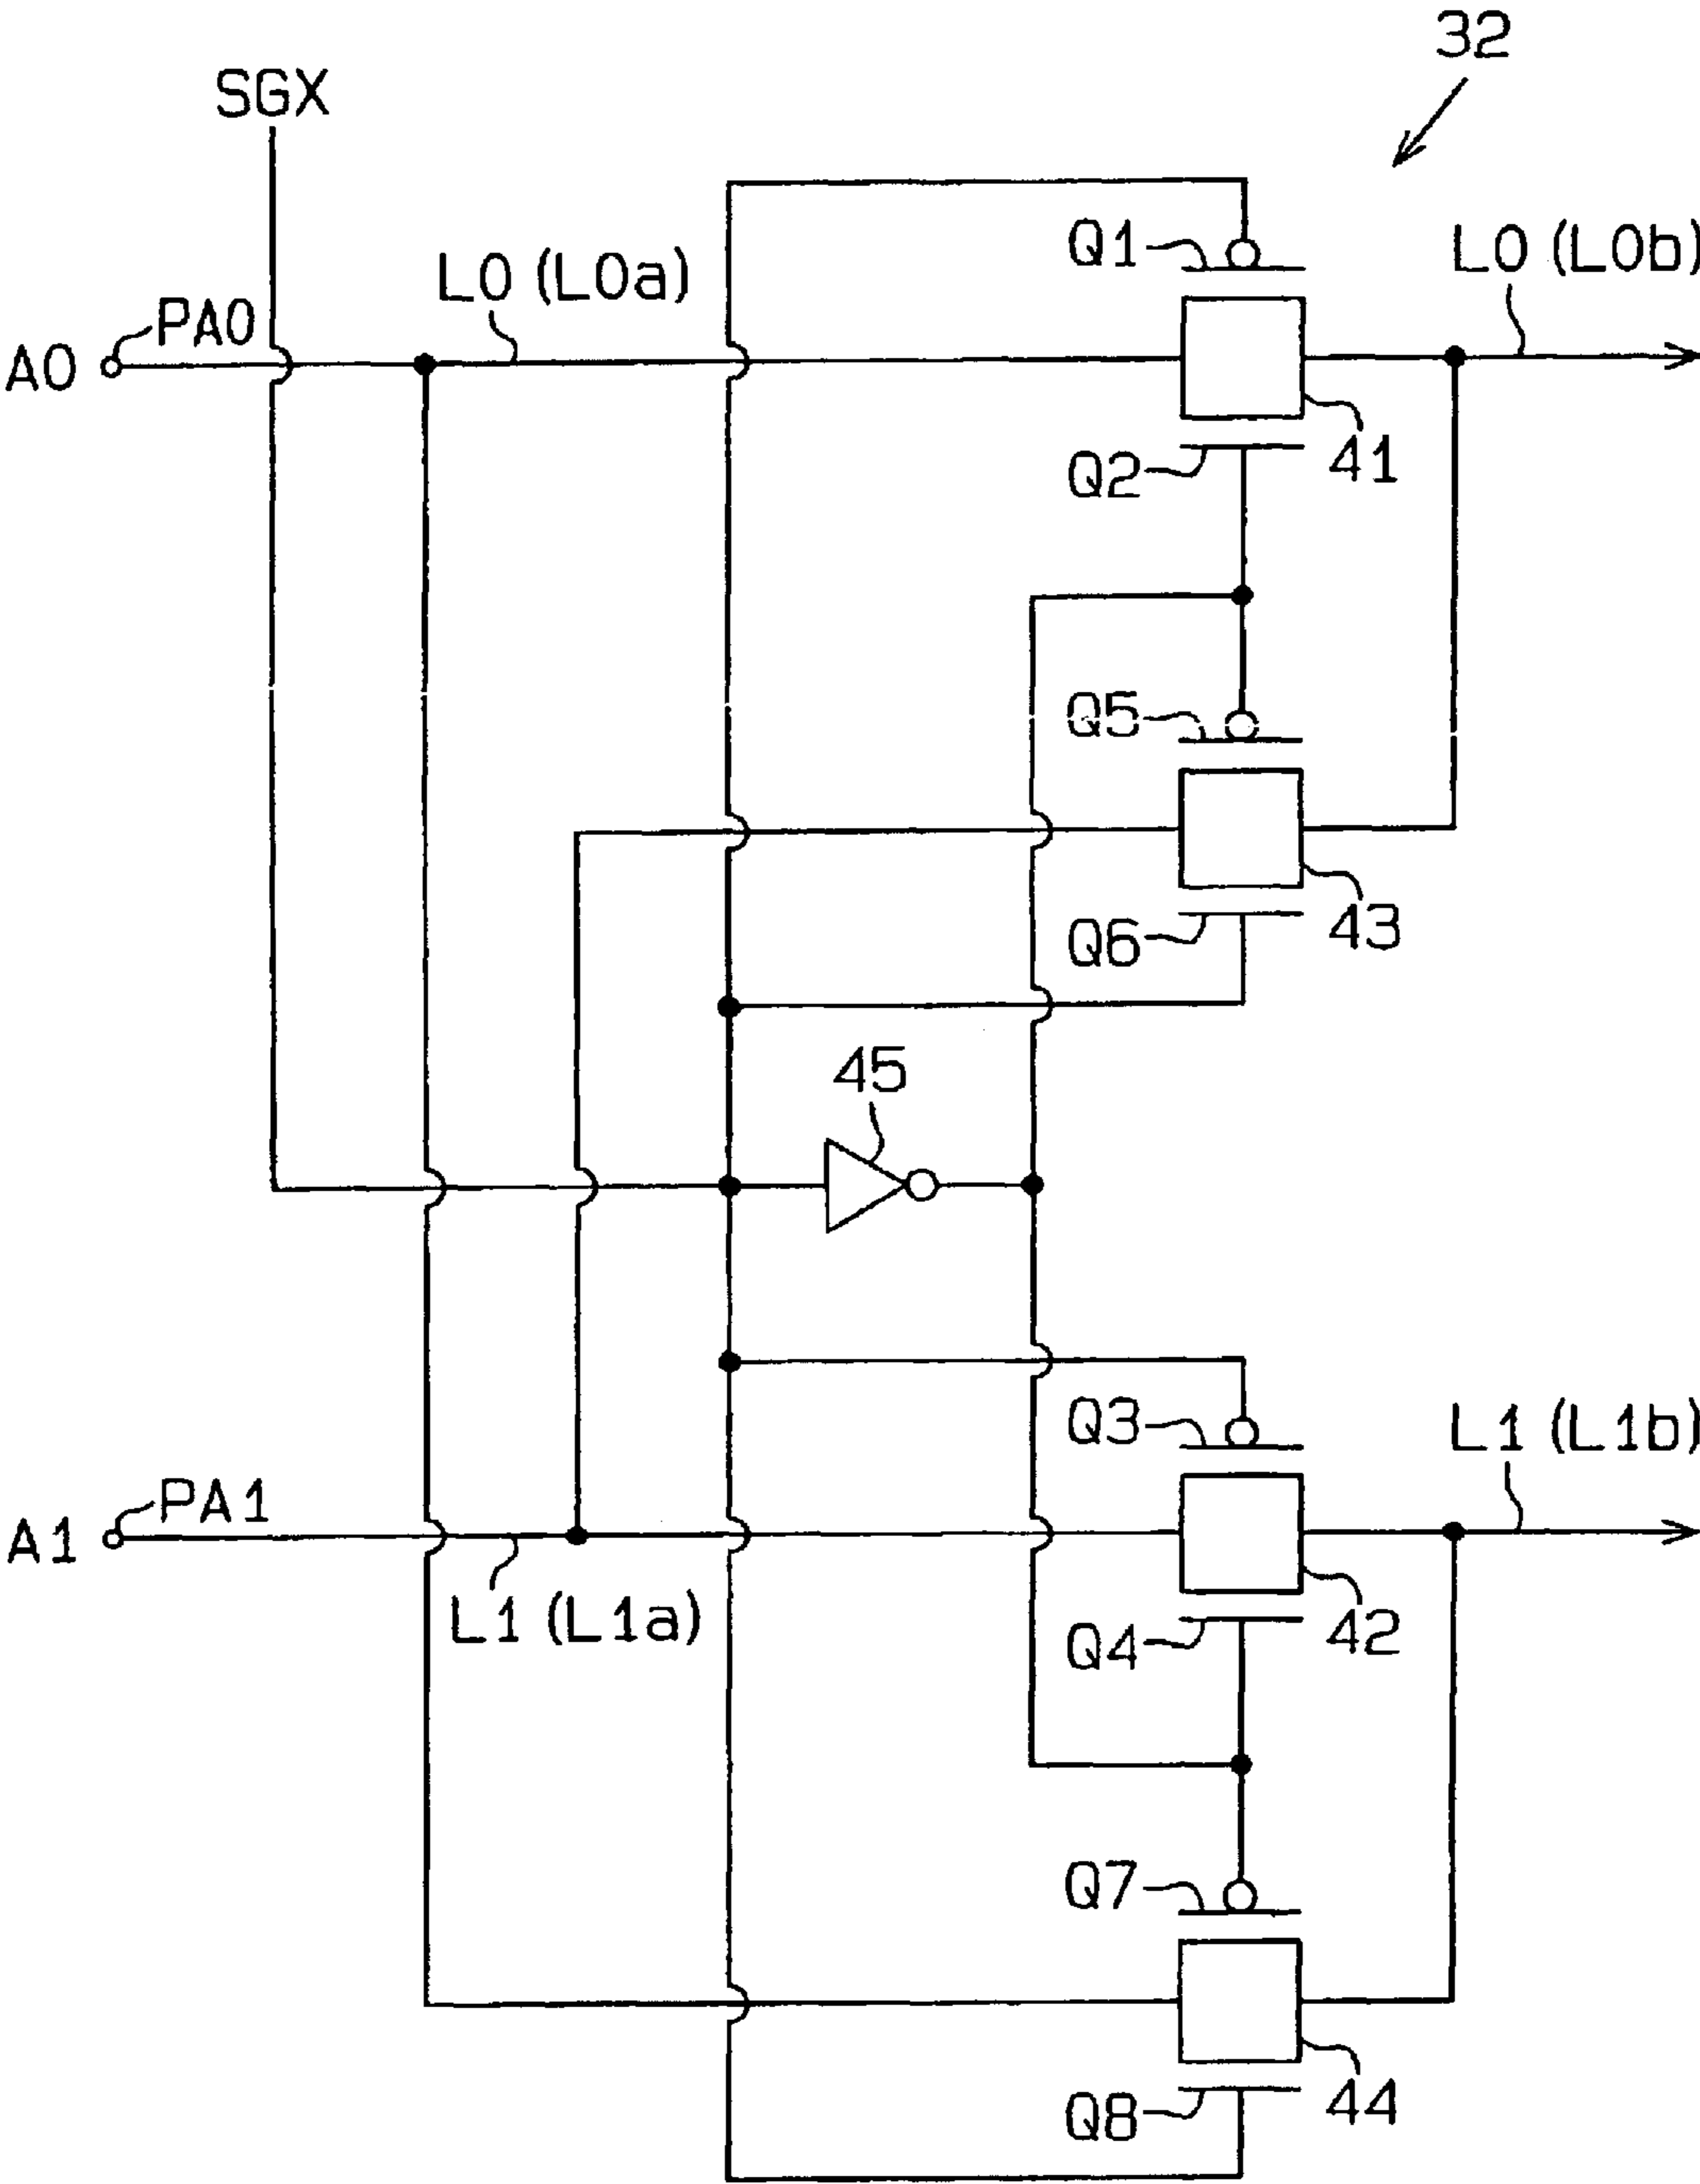 32
SGX
Q1
L0 (L0b)
L0 (L0a)
PA0
A0
41
Q2
Q5
43
Q6
45
Q3
L1 (L1b)
PA1
A1
L1 (L1a)
Q4
42
Q7
44
Q8